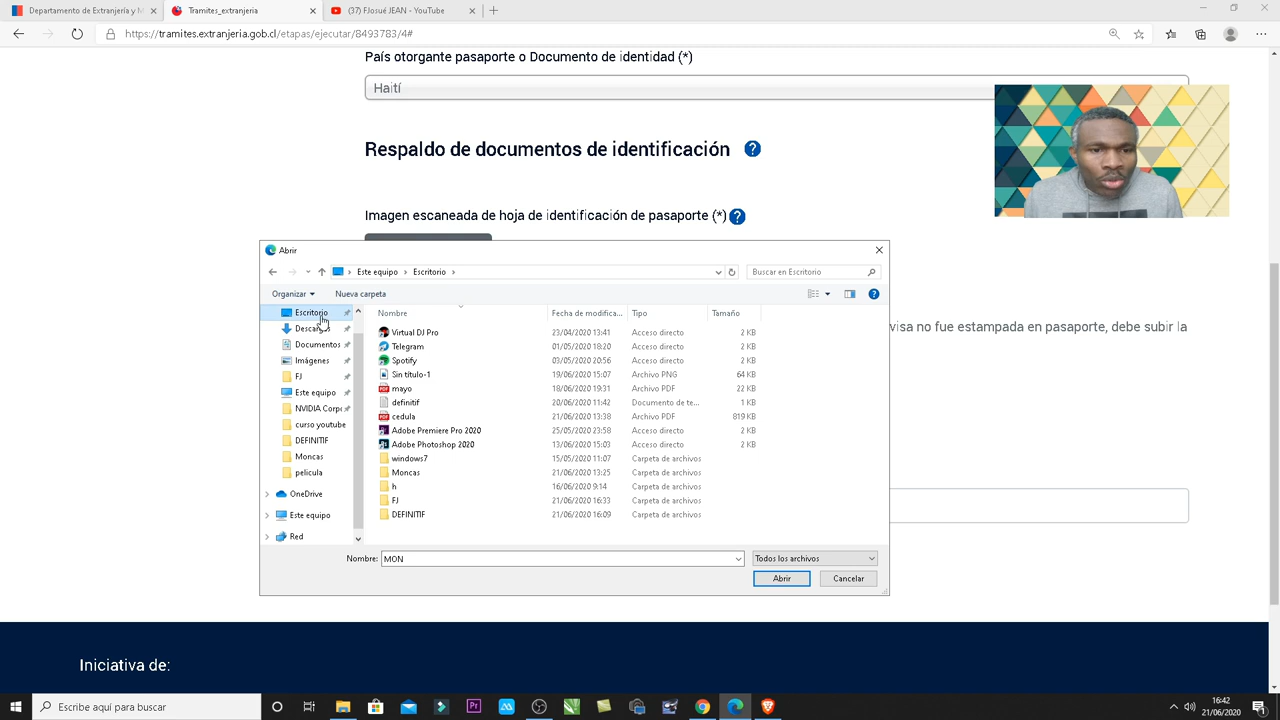 Departamento de Extranjería y M
Tramites_extranjeria
(37) FJosué JEAN - YouTube
https://tramites.extranjeria.gob.cl/etapas/ejecutar/8493783/4#
País otorgante pasaporte o Documento de identidad (*)
Haití
Respaldo de documentos de identificación
Imagen escaneada de hoja de identificación de pasaporte (*)
Abrir
Este equipo > Escritorio >
Buscar en Escritorio
Organizar
Nueva carpeta
Escritorio
Descargas
Documentos
Imágenes
FJ
Este equipo
NVIDIA Corp
curso youtube
DEFINITIF
Moncas
pelicula
OneDrive
Este equipo
Red
Nombre Fecha de modifica... Tipo Tamaño
Virtual DJ Pro 23/04/2020 13:41 Acceso directo 2 KB
Telegram 01/05/2020 18:20 Acceso directo 2 KB
Spotify 03/05/2020 20:56 Acceso directo 2 KB
Sin título-1 19/06/2020 15:07 Archivo PNG 64 KB
mayo 18/06/2020 19:31 Archivo PDF 22 KB
definitif 20/06/2020 11:42 Documento de te... 1 KB
cedula 21/06/2020 13:38 Archivo PDF 819 KB
Adobe Premiere Pro 2020 25/05/2020 23:58 Acceso directo 2 KB
Adobe Photoshop 2020 13/06/2020 15:03 Acceso directo 2 KB
windows7 15/05/2020 11:07 Carpeta de archivos
Moncas 21/06/2020 13:25 Carpeta de archivos
h 16/06/2020 9:14 Carpeta de archivos
FJ 21/06/2020 16:33 Carpeta de archivos
DEFINITIF 21/06/2020 16:09 Carpeta de archivos
Nombre: MON
Todos los archivos
Abrir
Cancelar
visa no fue estampada en pasaporte, debe subir la
Iniciativa de:
Escribe aquí para buscar
16:42
21/06/2020